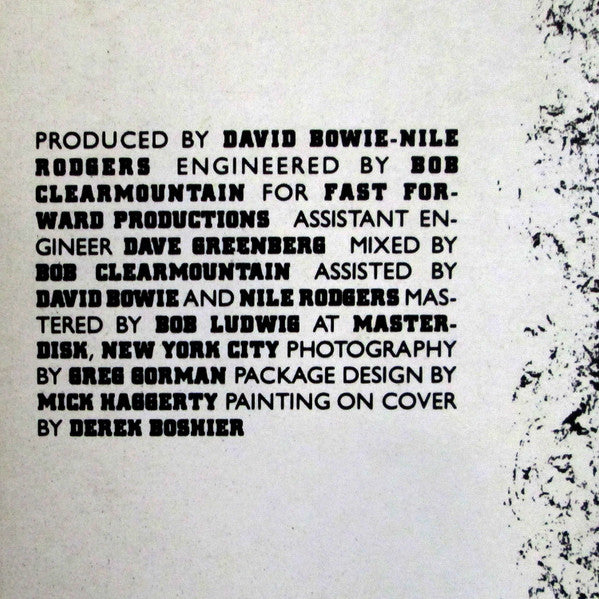 PRODUCED BY DAVID BOWIE-NILE
RODGERS ENGINEERED BY BOB
CLEARMOUNTAIN FOR FAST FOR-
WARD PRODUCTIONS ASSISTANT EN-
GINEER DAVE GREENBERG MIXED BY
BOB CLEARMOUNTAIN ASSISTED BY
DAVID BOWIE AND NILE RODGERS MAS-
TERED BY BOB LUDWIG AT MASTER-
DISK, NEW YORK CITY PHOTOGRAPHY
BY GREG GORMAN PACKAGE DESIGN BY
MICK HAGGERTY PAINTING ON COVER
BY DEREK BOSHIER